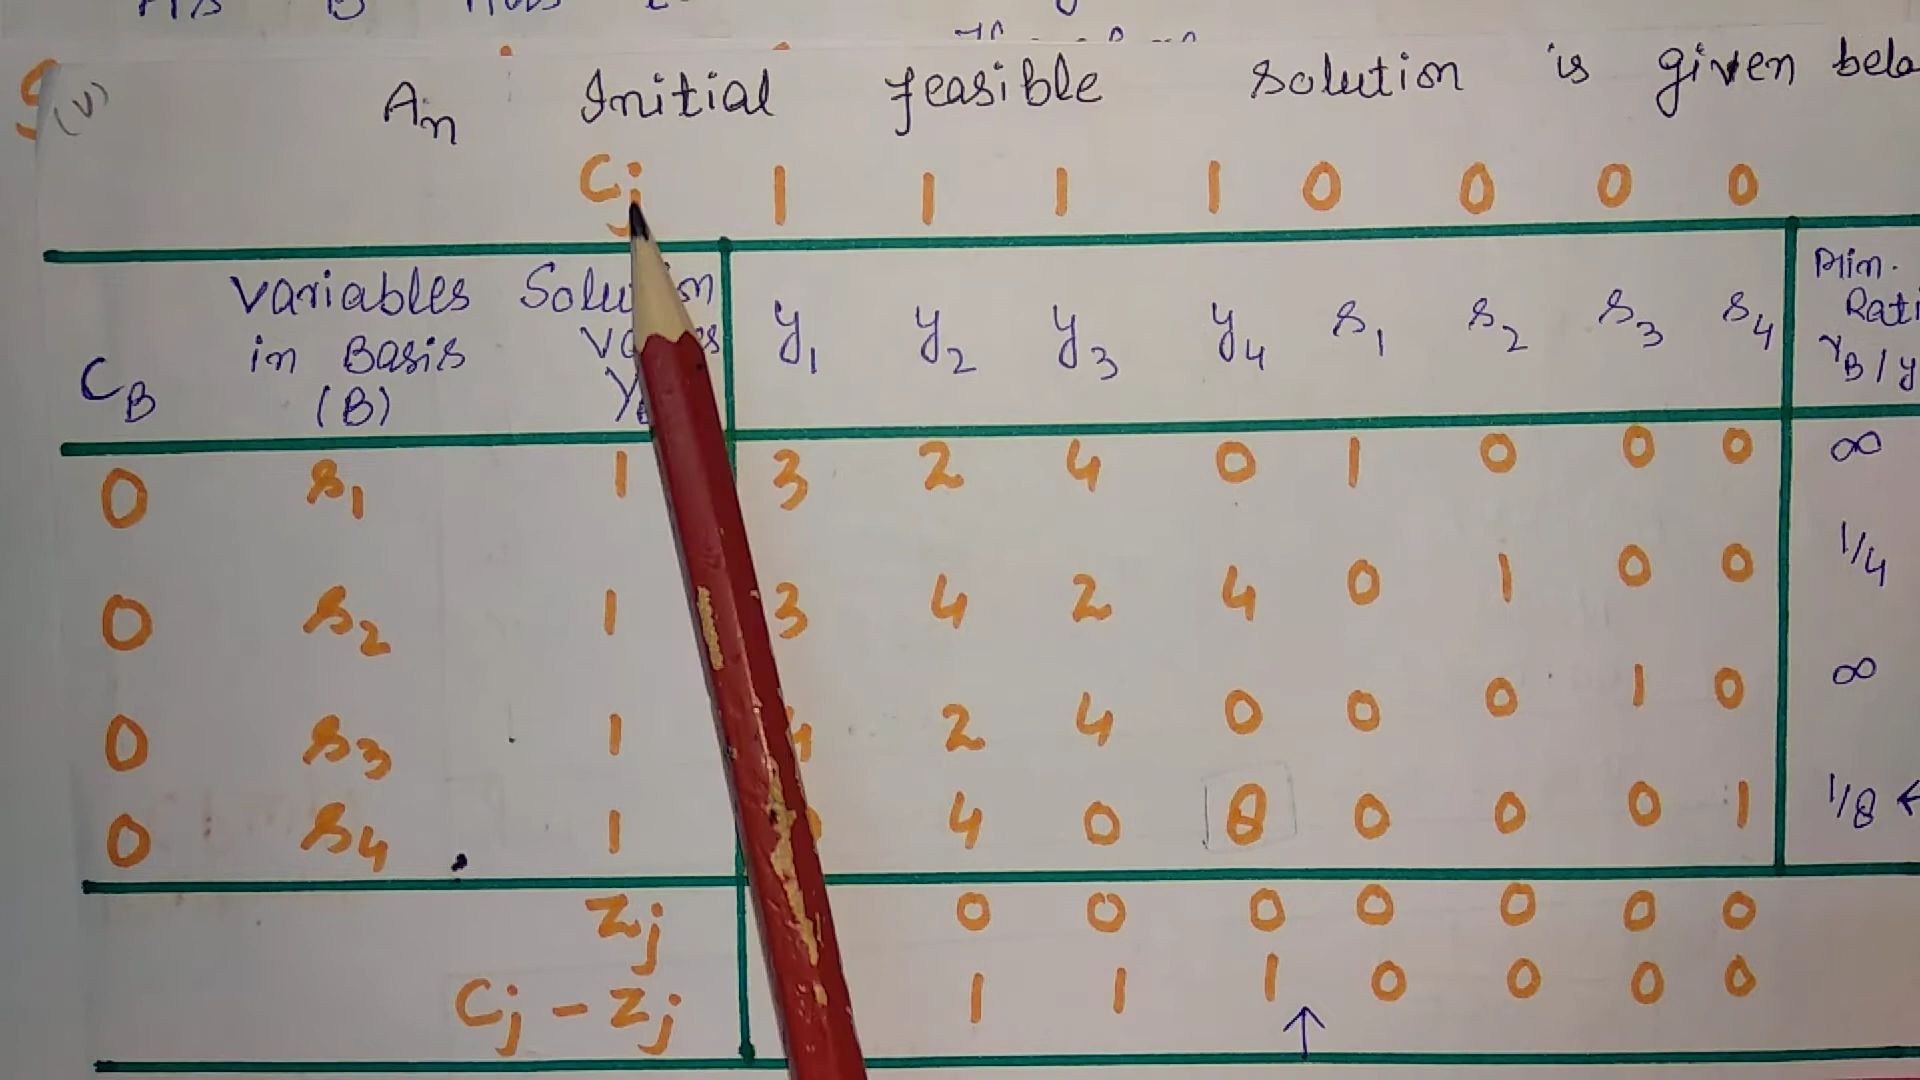 (V) An Initial feasible solution is given
Cj 1 1 1 1 0 0 0 0
CB Variables in Basis (B) y1 y2 y3 y4 s1 s2 s3 s4 Min.
0 s1 1 3 2 4 0 1 0 0 0 ∞
0 s2 1 3 4 2 4 0 1 0 0 1/4
0 s3 1 2 4 0 0 0 1 0 ∞
0 s4 1 4 0 8 0 0 0 1 1/8 ←
Zj 0 0 0 0 0 0 0
Cj - Zj 1 1 1 0 0 0 0
↑